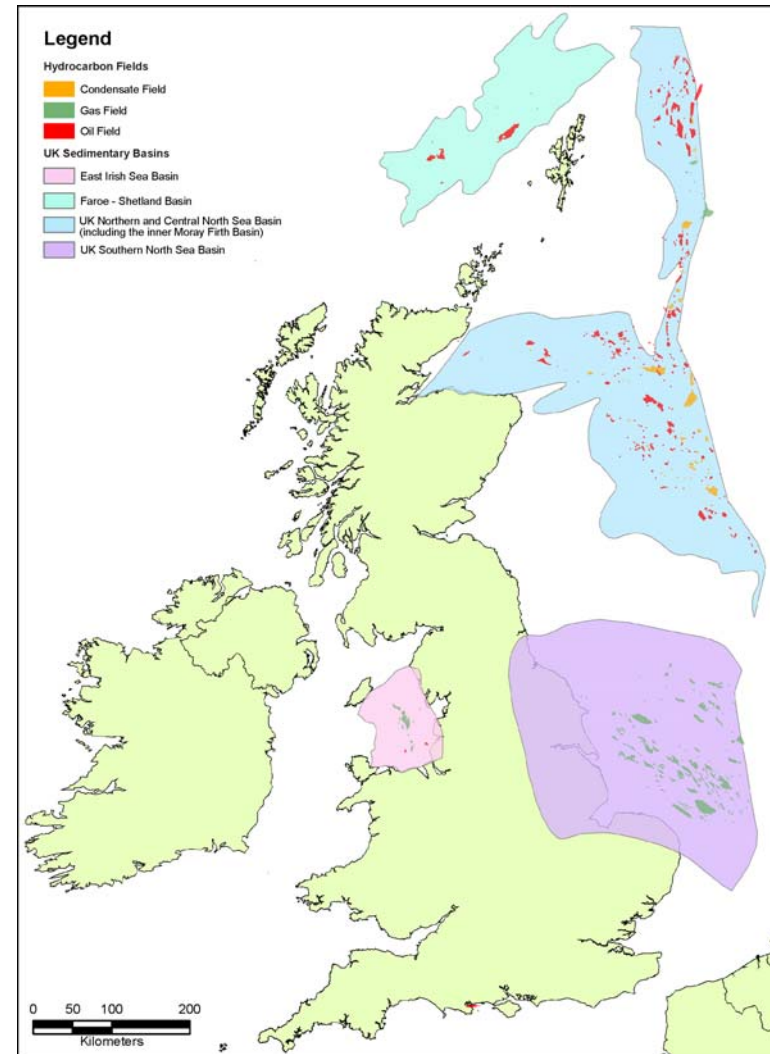 Legend
Hydrocarbon Fields
Condensate Field
Gas Field
Oil Field
UK Sedimentary Basins
East Irish Sea Basin
Faroe - Shetland Basin
UK Northern and Central North Sea Basin
(including the inner Moray Firth Basin)
UK Southern North Sea Basin
0 50 100 200
Kilometers